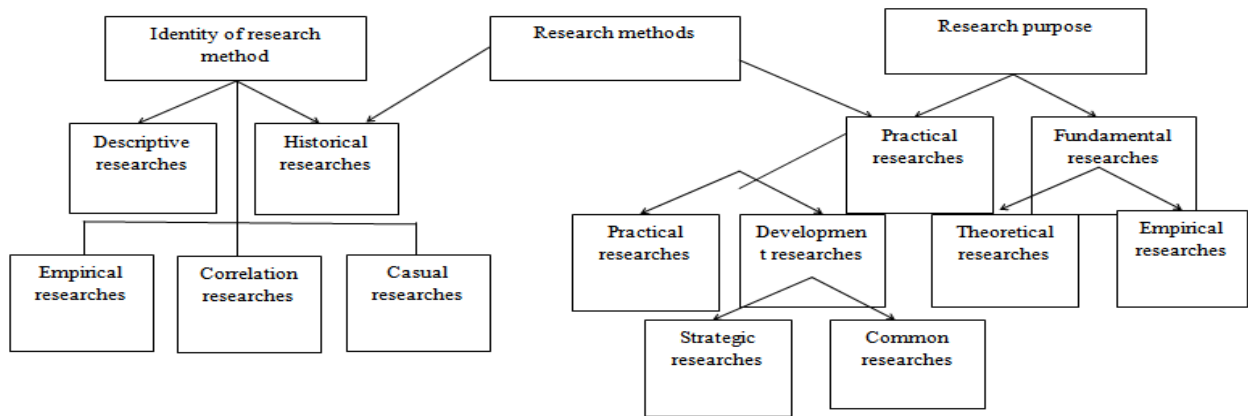 Identity of research
method
Research methods
Research purpose
Descriptive
researches
Historical
researches
Practical
researches
Fundamental
researches
Practical
researches
Developmen
t researches
Theoretical
researches
Empirical
researches
Empirical
researches
Correlation
researches
Casual
researches
Strategic
researches
Common
researches